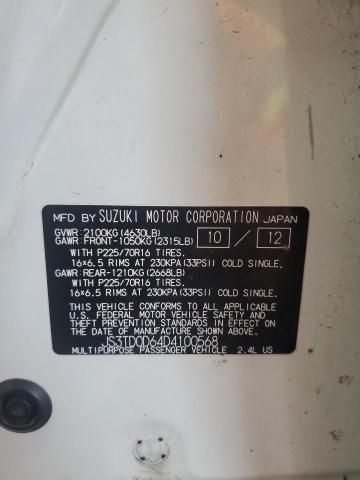 MFD BY SUZUKI MOTOR CORPORATION JAPAN
GVWR: 2100KG (4630LB)
GAWR: FRONT-1050KG (2315LB) 10 / 12
WITH P225/70R16 TIRES,
16×6.5 RIMS AT 230KPA (33PSI) COLD SINGLE.
GAWR: REAR-1210KG (2668LB)
WITH P225/70R16 TIRES,
16×6.5 RIMS AT 230KPA (33PSI) COLD SINGLE.
THIS VEHICLE CONFORMS TO ALL APPLICABLE
U.S. FEDERAL MOTOR VEHICLE SAFETY AND
THEFT PREVENTION STANDARDS IN EFFECT ON
THE DATE OF MANUFACTURE SHOWN ABOVE.
JS3TD0D64D4100568
MULTIPURPOSE PASSENGER VEHICLE 2.4L US